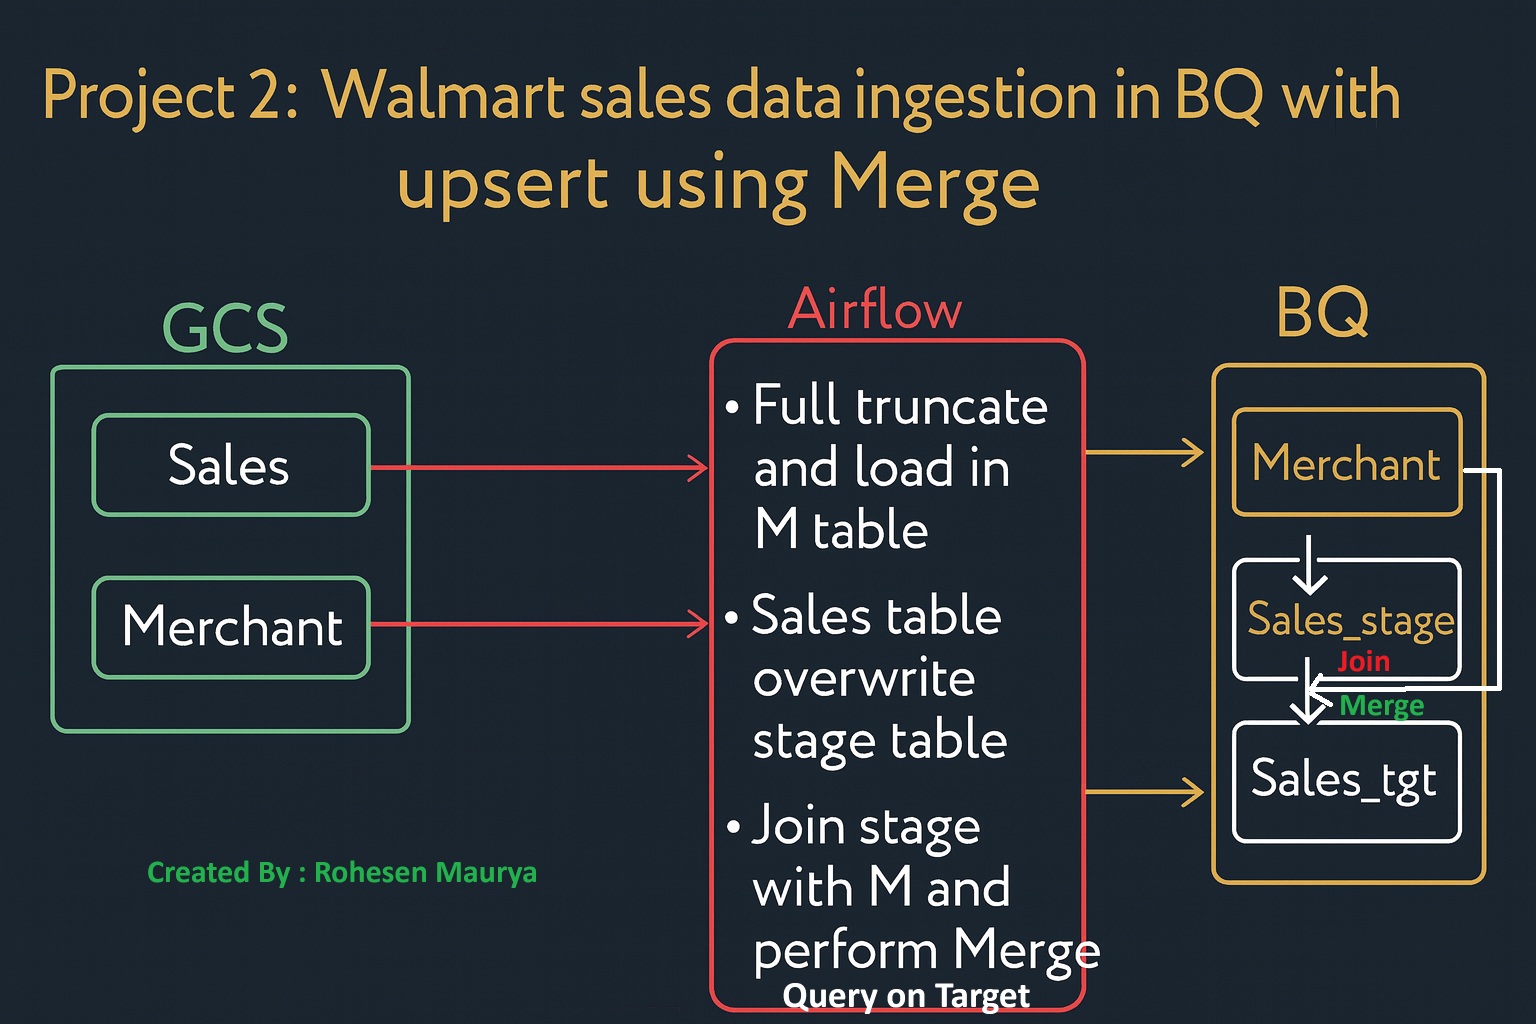 Project 2: Walmart sales data ingestion in BQ with
upsert using Merge
GCS
Sales
Merchant
Airflow
• Full truncate
and load in
M table
• Sales table
overwrite
stage table
• Join stage
with M and
perform Merge
Query on Target
BQ
Merchant
Sales_stage
Join
Merge
Sales_tgt
Created By : Rohesen Maurya